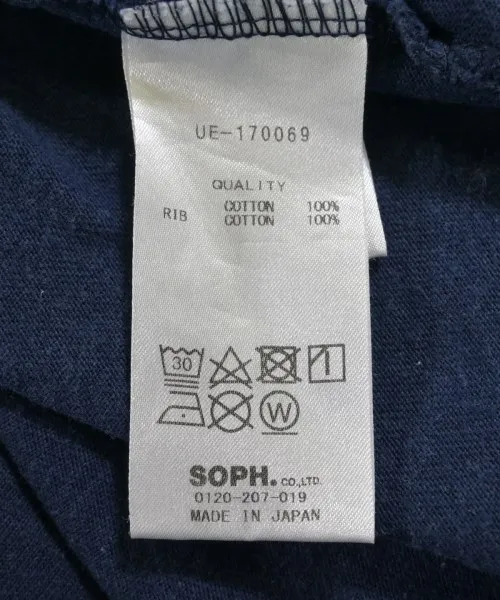 UE-170069
QUALITY
COTTON 100%
RIB COTTON 100%
30
W
SOPH. CO.,LTD.
0120-207-019
MADE IN JAPAN